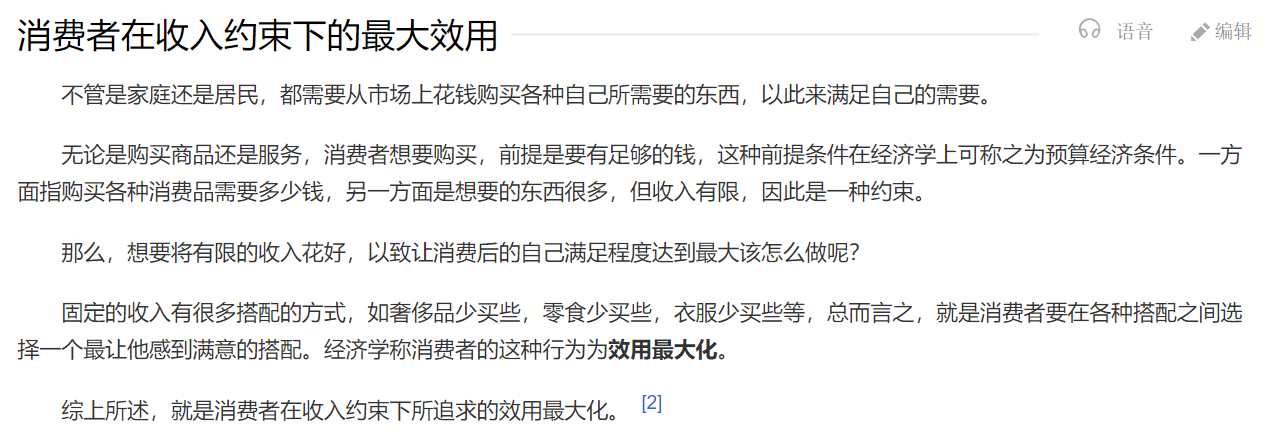 消费者在收入约束下的最大效用
语音
编辑
不管是家庭还是居民，都需要从市场上花钱购买各种自己所需要的东西，以此来满足自己的需要。
无论是购买商品还是服务，消费者想要购买，前提是要有足够的钱，这种前提条件在经济学上可称之为预算经济条件。一方
面指购买各种消费品需要多少钱，另一方面是想要的东西很多，但收入有限，因此是一种约束。
那么，想要将有限的收入花好，以致让消费后的自己满足程度达到最大该怎么做呢？
固定的收入有很多搭配的方式，如奢侈品少买些，零食少买些，衣服少买些等，总而言之，就是消费者要在各种搭配之间选
择一个最让他感到满意的搭配。经济学称消费者的这种行为为效用最大化。
综上所述，就是消费者在收入约束下所追求的效用最大化。 [2]